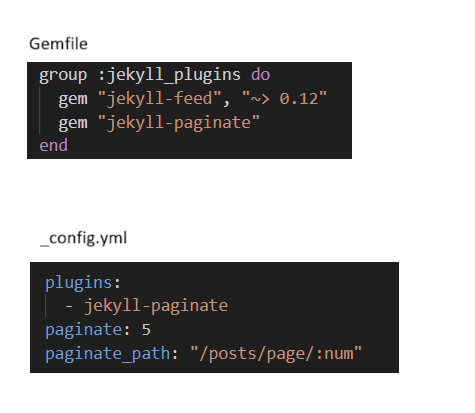 Gemfile
group :jekyll_plugins do
  gem "jekyll-feed", "~> 0.12"
  gem "jekyll-paginate"
end
_config.yml
plugins:
  - jekyll-paginate
paginate: 5
paginate_path: "/posts/page/:num"